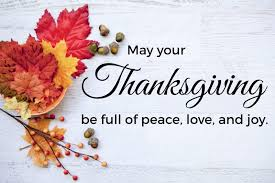 May your
Thanksgiving
be full of peace, love, and joy.